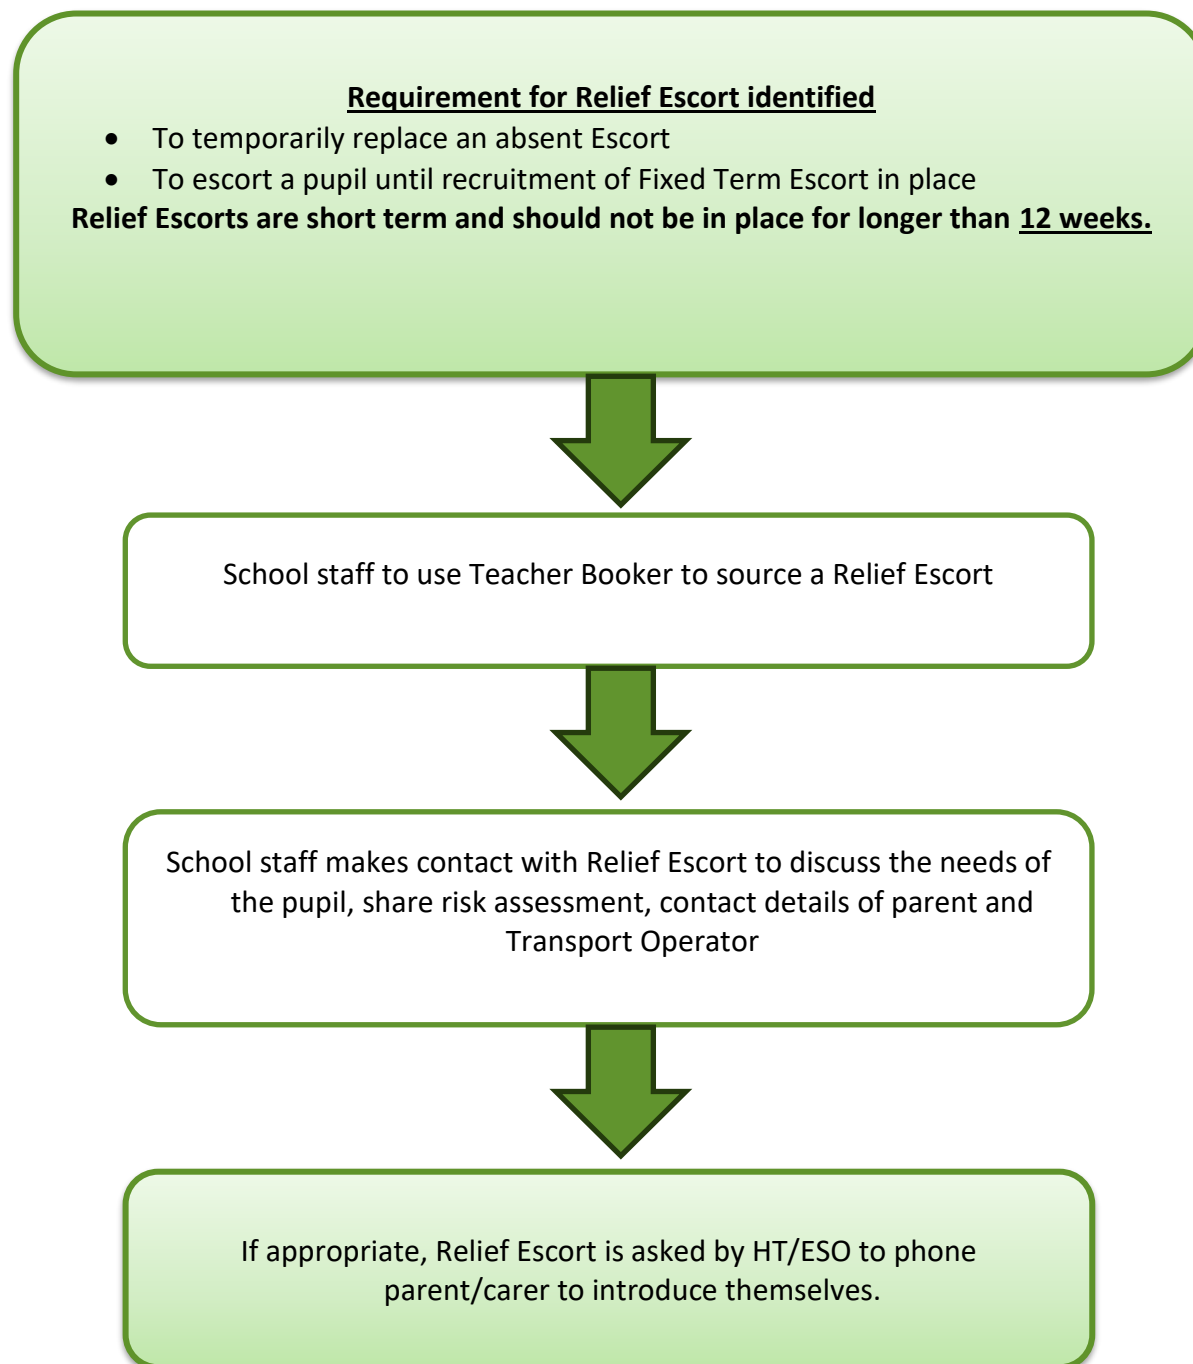 Requirement for Relief Escort identified
• To temporarily replace an absent Escort
• To escort a pupil until recruitment of Fixed Term Escort in place
Relief Escorts are short term and should not be in place for longer than 12 weeks.
School staff to use Teacher Booker to source a Relief Escort
School staff makes contact with Relief Escort to discuss the needs of
the pupil, share risk assessment, contact details of parent and
Transport Operator
If appropriate, Relief Escort is asked by HT/ESO to phone
parent/carer to introduce themselves.